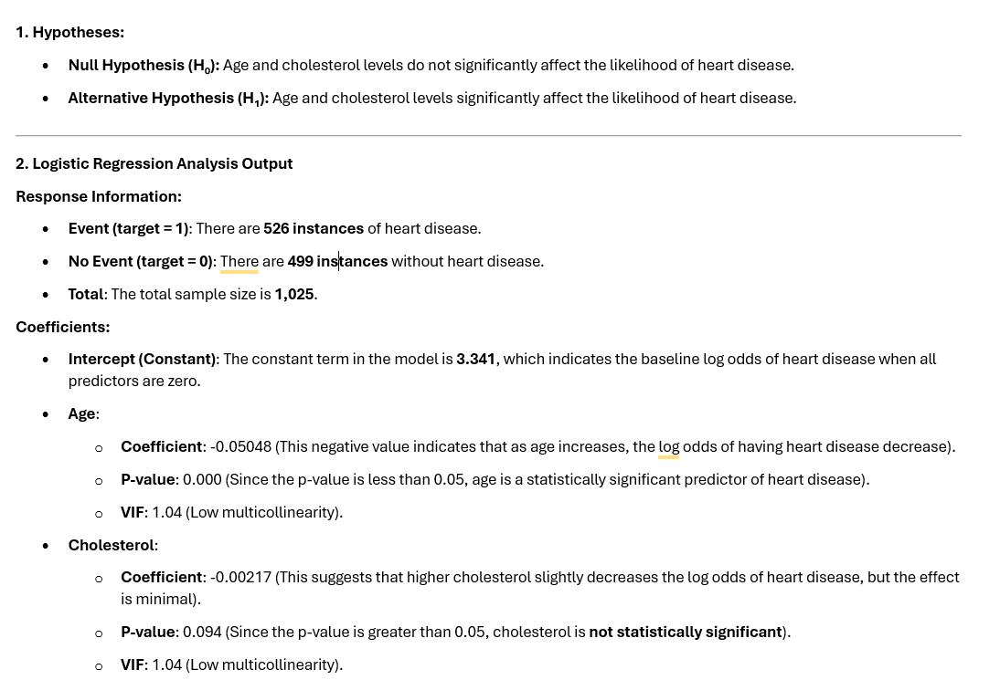 1. Hypotheses:
• Null Hypothesis (H₀): Age and cholesterol levels do not significantly affect the likelihood of heart disease.
• Alternative Hypothesis (H₁): Age and cholesterol levels significantly affect the likelihood of heart disease.
2. Logistic Regression Analysis Output
Response Information:
• Event (target = 1): There are 526 instances of heart disease.
• No Event (target = 0): There are 499 instances without heart disease.
• Total: The total sample size is 1,025.
Coefficients:
• Intercept (Constant): The constant term in the model is 3.341, which indicates the baseline log odds of heart disease when all
predictors are zero.
• Age:
o Coefficient: -0.05048 (This negative value indicates that as age increases, the log odds of having heart disease decrease).
o P-value: 0.000 (Since the p-value is less than 0.05, age is a statistically significant predictor of heart disease).
o VIF: 1.04 (Low multicollinearity).
• Cholesterol:
o Coefficient: -0.00217 (This suggests that higher cholesterol slightly decreases the log odds of heart disease, but the effect
is minimal).
o P-value: 0.094 (Since the p-value is greater than 0.05, cholesterol is not statistically significant).
o VIF: 1.04 (Low multicollinearity).